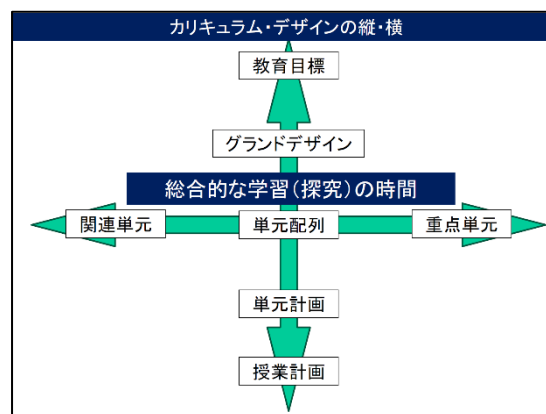 カリキュラム・デザインの縦・横
教育目標
グランドデザイン
総合的な学習(探究)の時間
関連単元
単元配列
重点単元
単元計画
授業計画